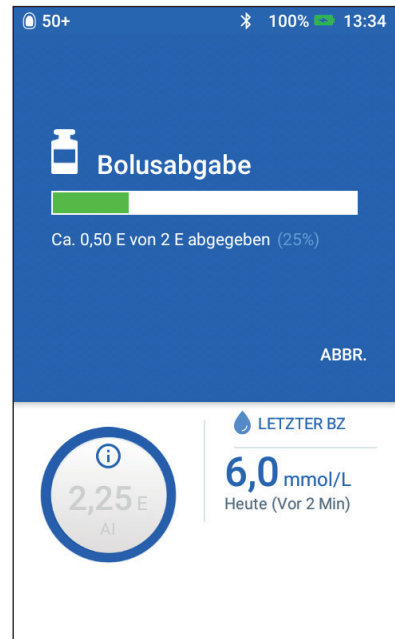 50+ 100% 13:34
Bolusabgabe
Ca. 0,50 E von 2 E abgegeben (25%)
ABBR.
LETZTER BZ
6,0 mmol/L
Heute (Vor 2 Min)
i
2,25 E
AI